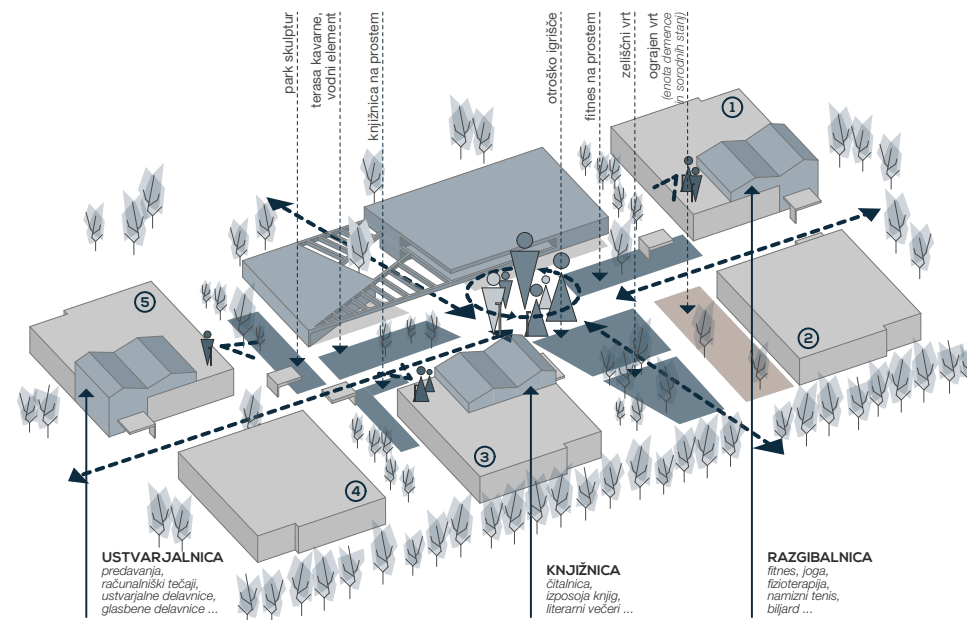 park skulptur
terasa kavarne,
vodni element
knjižnica na prostem
otroško igrišče
fitnes na prostem
zeliščni vrt
ograjen vrt
(enota demence
in sorodnih stanj)
1
2
3
4
5
USTVARJALNICA
predavanja,
računalniški tečaji,
ustvarjalne delavnice,
glasbene delavnice ...
KNJIŽNICA
čitalnica,
izposoja knjig,
literarni večeri ...
RAZGIBALNICA
fitnes, joga,
fizioterapija,
namizni tenis,
biljard ...